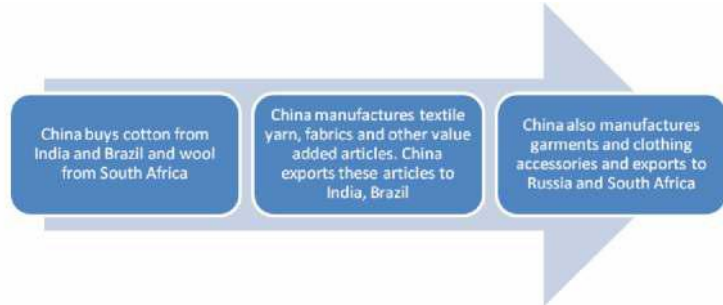 China buys cotton from
India and Brazil and wool
from South Africa
China manufactures textile
yarn, fabrics and other value
added articles. China
exports these articles to
India, Brazil
China also manufactures
garments and clothing
accessories and exports to
Russia and South Africa